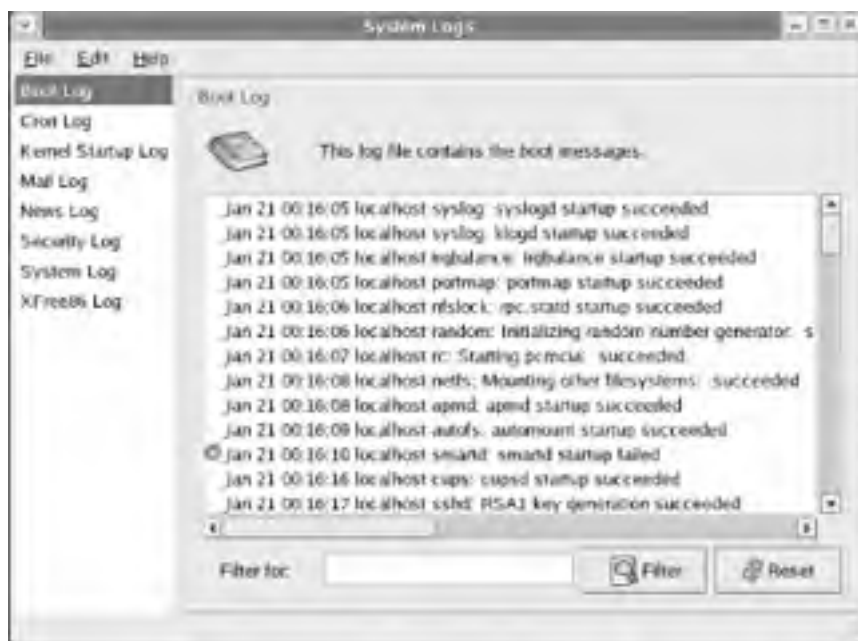 System Logs
File Edit Help
Boot Log
Cron Log
Kernel Startup Log
Mail Log
News Log
Security Log
System Log
XFree86 Log
Boot Log
This log file contains the boot messages.
Jan 21 00:16:05 localhost syslog: syslogd startup succeeded
Jan 21 00:16:05 localhost syslog: klogd startup succeeded
Jan 21 00:16:05 localhost irqbalance: irqbalance startup succeeded
Jan 21 00:16:05 localhost portmap: portmap startup succeeded
Jan 21 00:16:06 localhost nfslock: rpc.statd startup succeeded
Jan 21 00:16:06 localhost random: Initializing random number generator: s
Jan 21 00:16:07 localhost rc: Starting pcmcia: succeeded
Jan 21 00:16:08 localhost netfs: Mounting other filesystems: succeeded
Jan 21 00:16:08 localhost apmd: apmd startup succeeded
Jan 21 00:16:09 localhost autofs: automount startup succeeded
Jan 21 00:16:10 localhost smartd: smartd startup failed
Jan 21 00:16:16 localhost cups: cupsd startup succeeded
Jan 21 00:16:17 localhost sshd: RSA1 key generation succeeded
Filter for: Filter Reset